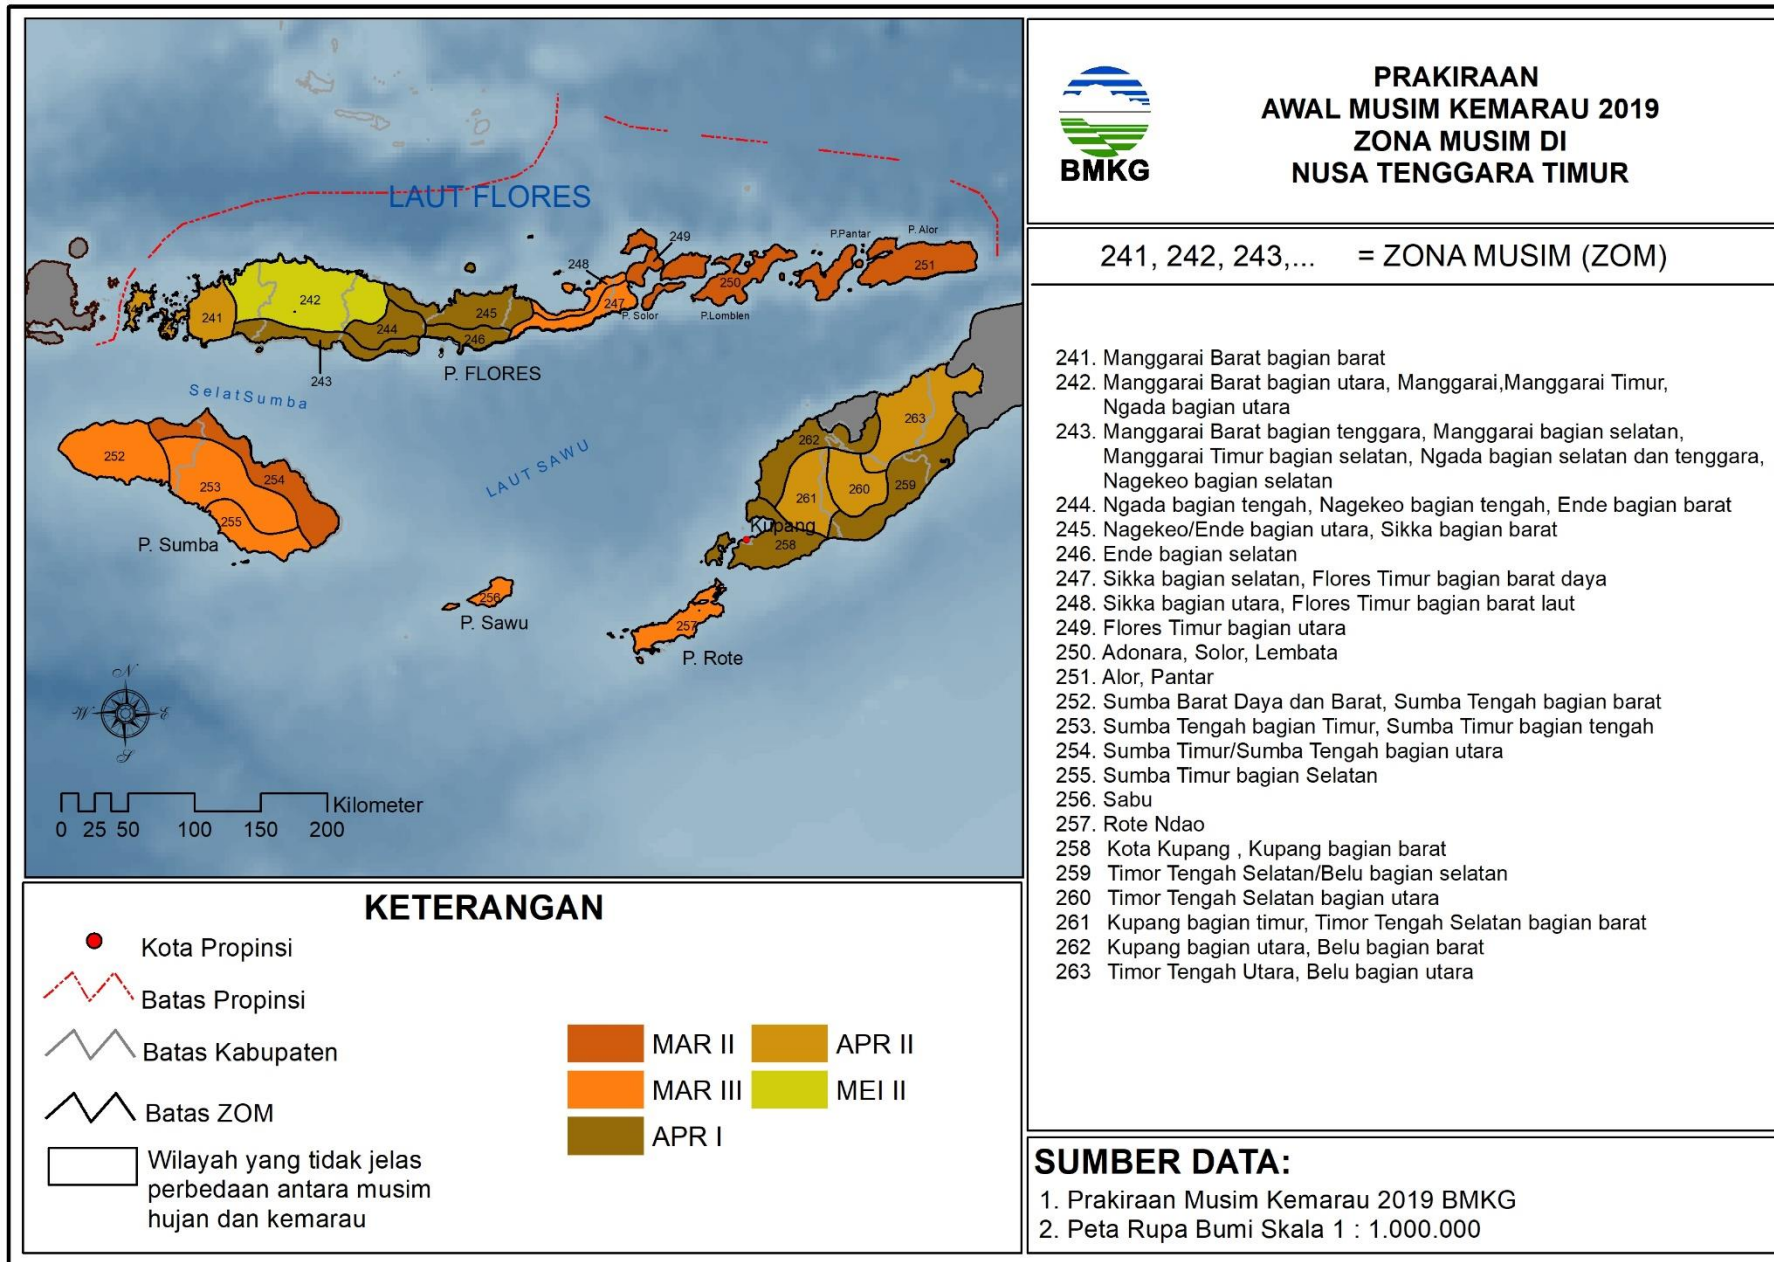 PRAKIRAAN
AWAL MUSIM KEMARAU 2019
ZONA MUSIM DI
NUSA TENGGARA TIMUR
BMKG
241, 242, 243,... = ZONA MUSIM (ZOM)
241. Manggarai Barat bagian barat
242. Manggarai Barat bagian utara, Manggarai,Manggarai Timur,
Ngada bagian utara
243. Manggarai Barat bagian tenggara, Manggarai bagian selatan,
Manggarai Timur bagian selatan, Ngada bagian selatan dan tenggara,
Nagekeo bagian selatan
244. Ngada bagian tengah, Nagekeo bagian tengah, Ende bagian barat
245. Nagekeo/Ende bagian utara, Sikka bagian barat
246. Ende bagian selatan
247. Sikka bagian selatan, Flores Timur bagian barat daya
248. Sikka bagian utara, Flores Timur bagian barat laut
249. Flores Timur bagian utara
250. Adonara, Solor, Lembata
251. Alor, Pantar
252. Sumba Barat Daya dan Barat, Sumba Tengah bagian barat
253. Sumba Tengah bagian Timur, Sumba Timur bagian tengah
254. Sumba Timur/Sumba Tengah bagian utara
255. Sumba Timur bagian Selatan
256. Sabu
257. Rote Ndao
258 Kota Kupang , Kupang bagian barat
259 Timor Tengah Selatan/Belu bagian selatan
260 Timor Tengah Selatan bagian utara
261 Kupang bagian timur, Timor Tengah Selatan bagian barat
262 Kupang bagian utara, Belu bagian barat
263 Timor Tengah Utara, Belu bagian utara
SUMBER DATA:
1. Prakiraan Musim Kemarau 2019 BMKG
2. Peta Rupa Bumi Skala 1 : 1.000.000
LAUT FLORES
P.Pantar
P. Alor
249
248
251
250
242
241
247
245
244
246
P. Solor
P.Lomblen
243
P. FLORES
Selat Sumba
LAUT SAWU
252
254
253
255
P. Sumba
263
262
259
260
261
Kupang
258
256
P. Sawu
257
P. Rote
N
W
E
S
Kilometer
0 25 50 100 150 200
KETERANGAN
Kota Propinsi
Batas Propinsi
Batas Kabupaten
Batas ZOM
Wilayah yang tidak jelas
perbedaan antara musim
hujan dan kemarau
MAR II
APR II
MAR III
MEI II
APR I